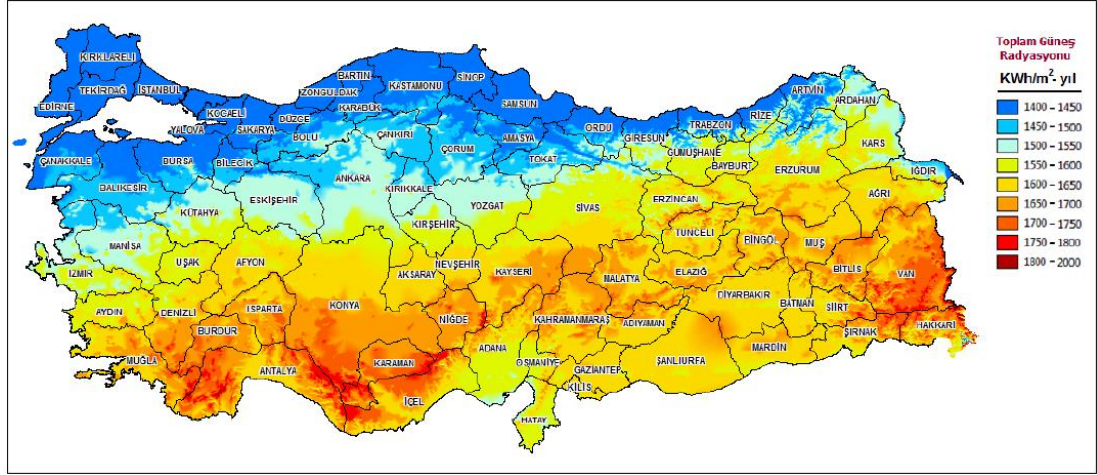 Toplam Güneş
Radyasyonu
KWh/m²- yıl
1400 - 1450
1450 - 1500
1500 - 1550
1550 - 1600
1600 - 1650
1650 - 1700
1700 - 1750
1750 - 1800
1800 - 2000
KIRKLARELİ
TEKİRDAĞ
İSTANBUL
EDİRNE
KOCAELİ
YALOVA
SAKARYA
DÜZCE
BOLU
ZONGULDAK
BARTIN
KARABÜK
KASTAMONU
SİNOP
SAMSUN
ÇANKIRI
ÇORUM
AMASYA
TOKAT
ORDU
GİRESUN
TRABZON
RİZE
ARTVİN
ARDAHAN
GÜMÜŞHANE
BAYBURT
KARS
IĞDIR
ERZURUM
AĞRI
ÇANAKKALE
BURSA
BİLECİK
BALIKESİR
KÜTAHYA
ESKİŞEHİR
ANKARA
KIRIKKALE
KIRŞEHİR
YOZGAT
SİVAS
ERZİNCAN
TUNCELİ
BİNGÖL
MUŞ
MANİSA
İZMİR
UŞAK
AFYON
AKSARAY
NEVŞEHİR
KAYSERİ
MALATYA
ELAZIĞ
BİTLİS
VAN
DİYARBAKIR
BATMAN
SİİRT
AYDIN
DENİZLİ
ISPARTA
BURDUR
KONYA
NİĞDE
KAHRAMANMARAŞ
ADIYAMAN
ŞIRNAK
HAKKARİ
MARDİN
MUĞLA
ANTALYA
KARAMAN
İÇEL
ADANA
OSMANİYE
GAZİANTEP
KİLİS
ŞANLIURFA
HATAY